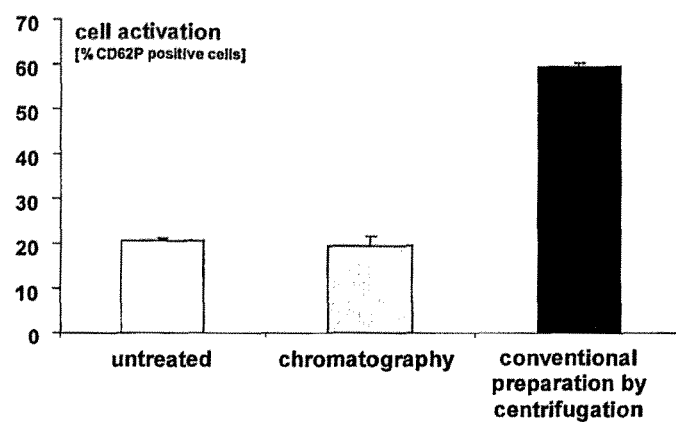 70
cell activation
[% CD62P positive cells]
60
50
40
30
20
10
0
untreated
chromatography
conventional
preparation by
centrifugation